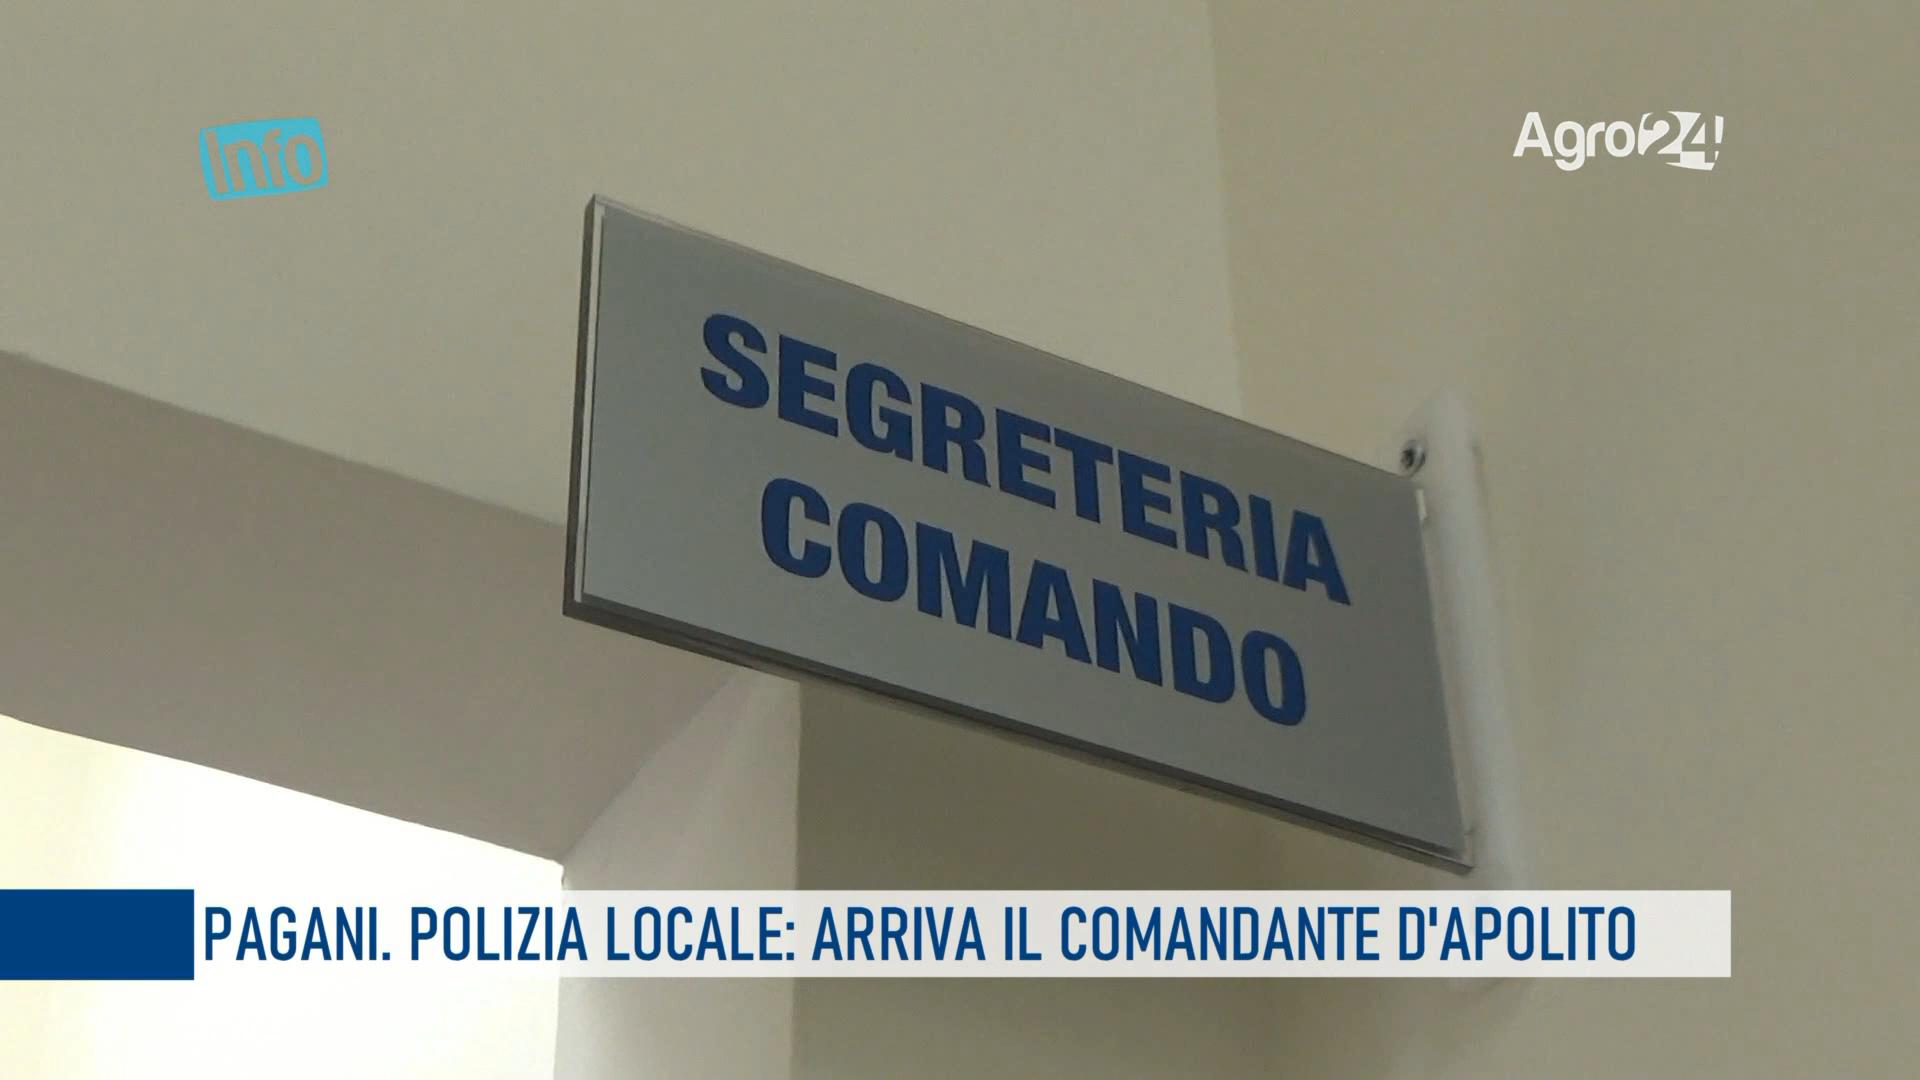 Info
Agro24!
SEGRETERIA
COMANDO
PAGANI. POLIZIA LOCALE: ARRIVA IL COMANDANTE D'APOLITO